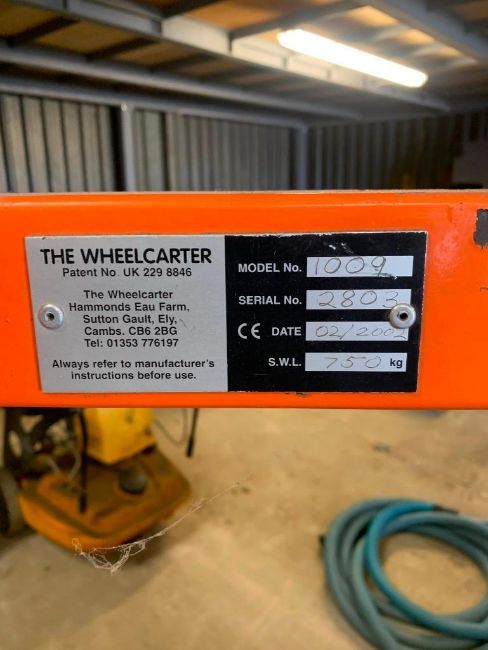 THE WHEELCARTER
Patent No. UK 229 8846
The Wheelcarter
Hammonds Eau Farm,
Sutton Gault, Ely,
Cambs. CB6 2BG
Tel: 01353 776197
Always refer to manufacturer's
instructions before use.
MODEL No. 1009
SERIAL No. 2803
CE DATE 02/2002
S.W.L. 750 kg